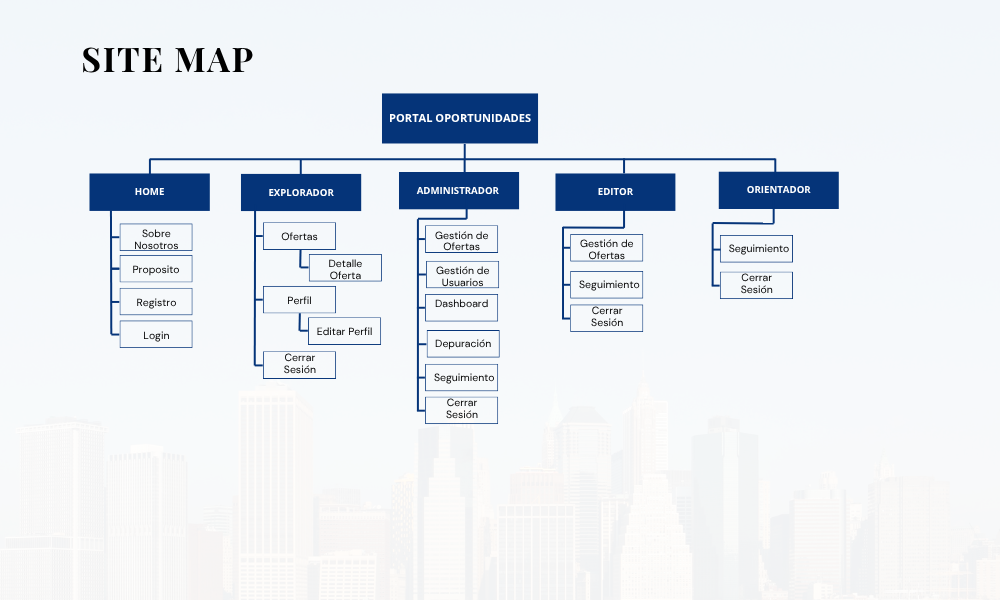 SITE MAP
PORTAL OPORTUNIDADES
HOME
Sobre
Nosotros
Proposito
Registro
Login
EXPLORADOR
Ofertas
Detalle
Oferta
Perfil
Editar Perfil
Cerrar
Sesión
ADMINISTRADOR
Gestión de
Ofertas
Gestión de
Usuarios
Dashboard
Depuración
Seguimiento
Cerrar
Sesión
EDITOR
Gestión de
Ofertas
Seguimiento
Cerrar
Sesión
ORIENTADOR
Seguimiento
Cerrar
Sesión